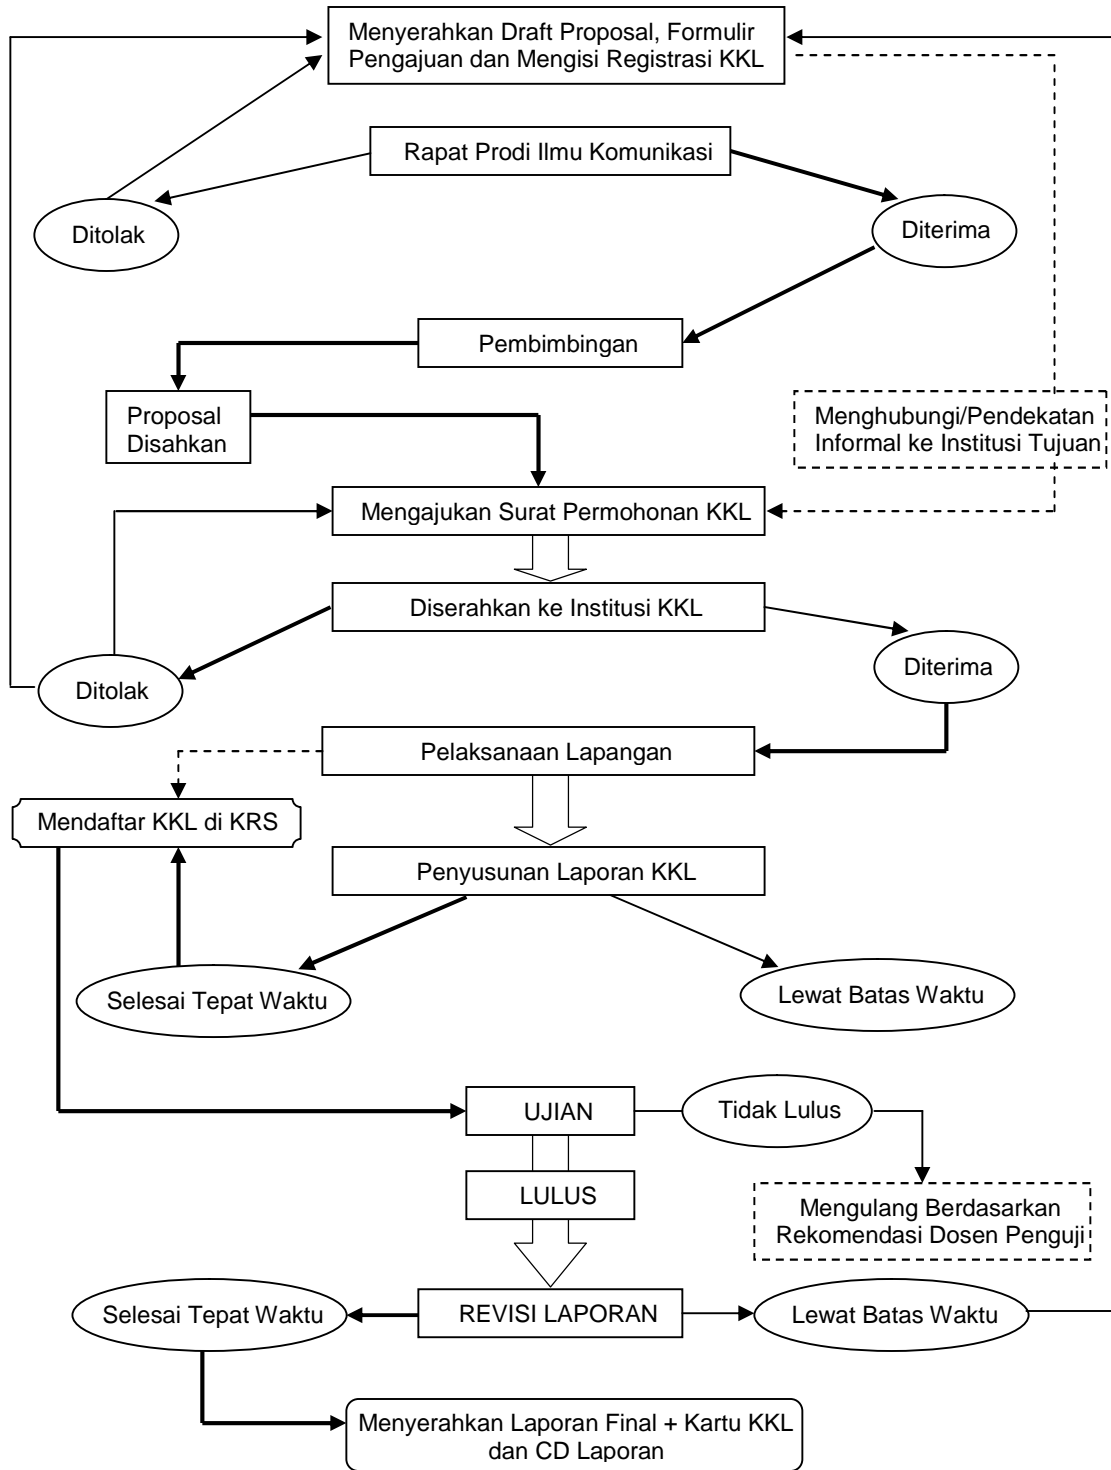 Menyerahkan Draft Proposal, Formulir
Pengajuan dan Mengisi Registrasi KKL
Rapat Prodi Ilmu Komunikasi
Ditolak
Diterima
Pembimbingan
Proposal
Disahkan
Menghubungi/Pendekatan
Informal ke Institusi Tujuan
Mengajukan Surat Permohonan KKL
Diserahkan ke Institusi KKL
Ditolak
Diterima
Pelaksanaan Lapangan
Mendaftar KKL di KRS
Penyusunan Laporan KKL
Selesai Tepat Waktu
Lewat Batas Waktu
UJIAN
Tidak Lulus
LULUS
Mengulang Berdasarkan
Rekomendasi Dosen Penguji
Selesai Tepat Waktu
REVISI LAPORAN
Lewat Batas Waktu
Menyerahkan Laporan Final + Kartu KKL
dan CD Laporan